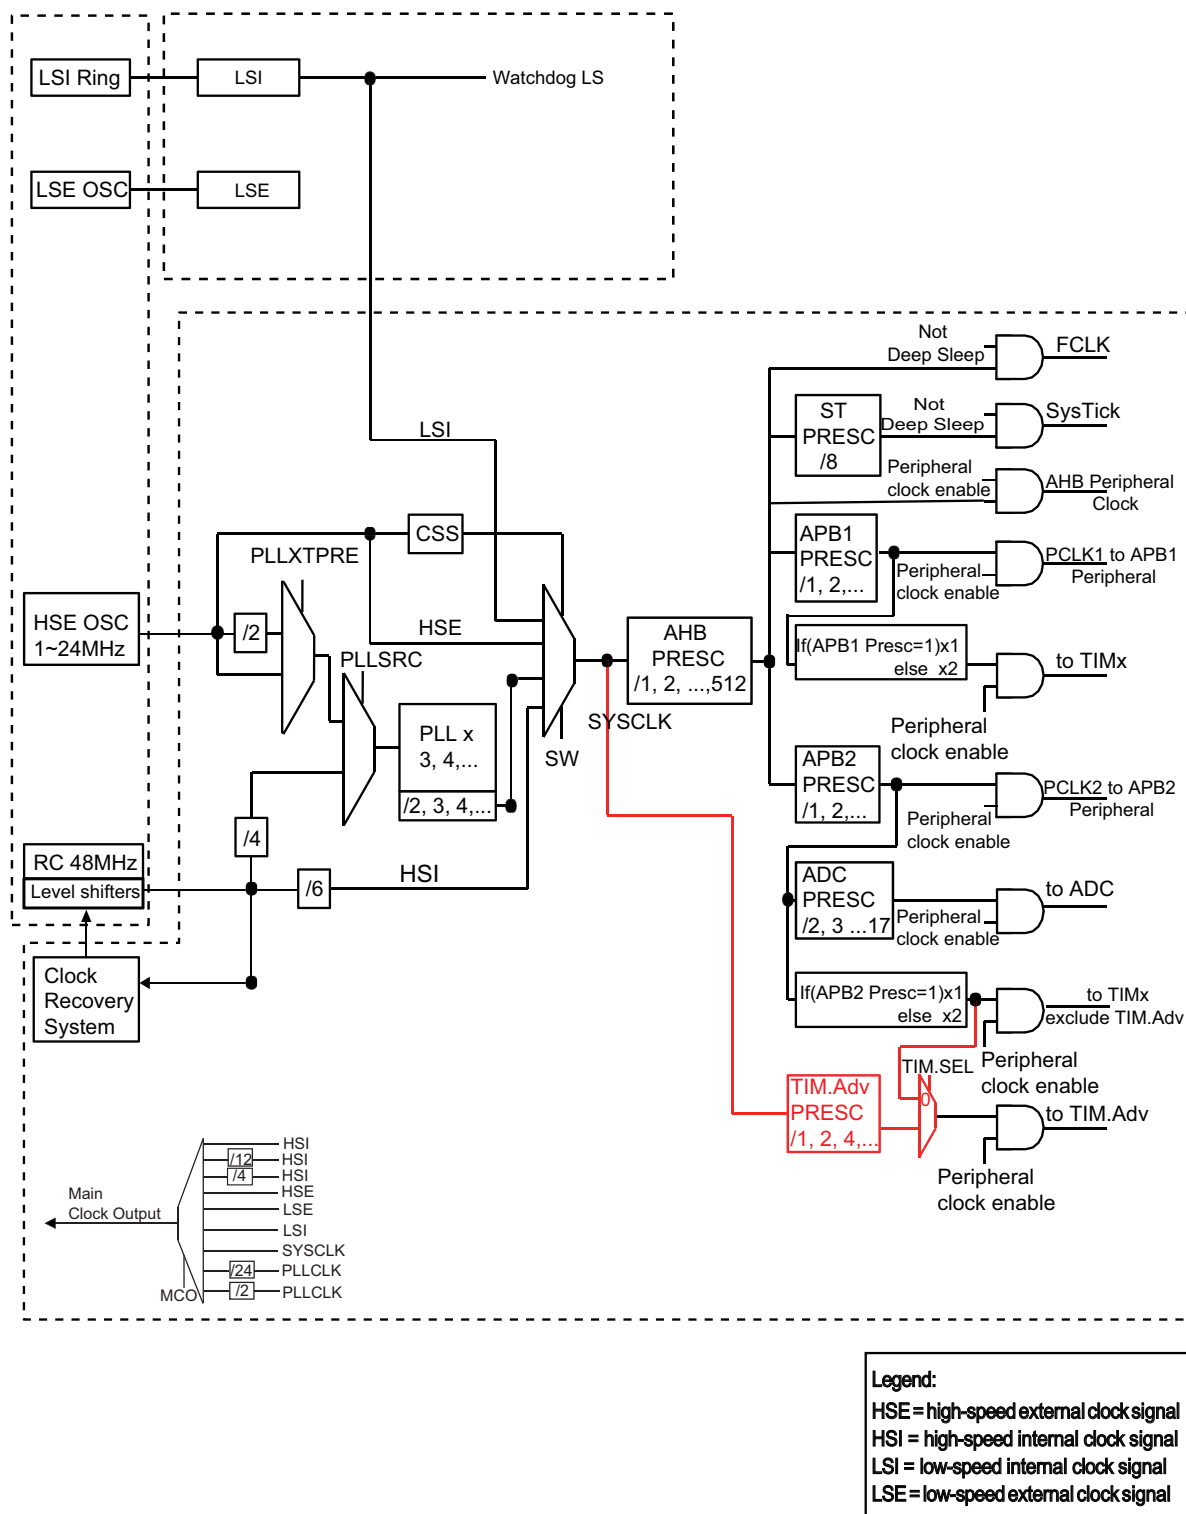 LSI Ring
LSI
Watchdog LS
LSE OSC
LSE
Not
Deep Sleep
FCLK
ST
PRESC
/8
Not
Deep Sleep
SysTick
LSI
Peripheral
clock enable
AHB Peripheral
Clock
CSS
APB1
PRESC
/1, 2,...
Peripheral
clock enable
PCLK1 to APB1
Peripheral
PLLXTPRE
HSE OSC
1~24MHz
/2
HSE
AHB
PRESC
/1, 2, ...,512
If(APB1 Presc=1)x1
else x2
to TIMx
PLLSRC
SYSCLK
Peripheral
clock enable
PLL x
3, 4,...
/2, 3, 4,...
SW
APB2
PRESC
/1, 2,...
Peripheral
clock enable
PCLK2 to APB2
Peripheral
/4
RC 48MHz
Level shifters
/6
HSI
ADC
PRESC
/2, 3 ...17
Peripheral
clock enable
to ADC
Clock
Recovery
System
If(APB2 Presc=1)x1
else x2
to TIMx
exclude TIM.Adv
Peripheral
clock enable
TIM.SEL
0
TIM.Adv
PRESC
/1, 2, 4,...
to TIM.Adv
Peripheral
clock enable
Main
Clock Output
MCO
HSI
/12 HSI
/4 HSI
HSE
LSE
LSI
SYSCLK
/24 PLLCLK
/2 PLLCLK
Legend:
HSE = high-speed external clock signal
HSI = high-speed internal clock signal
LSI = low-speed internal clock signal
LSE = low-speed external clock signal